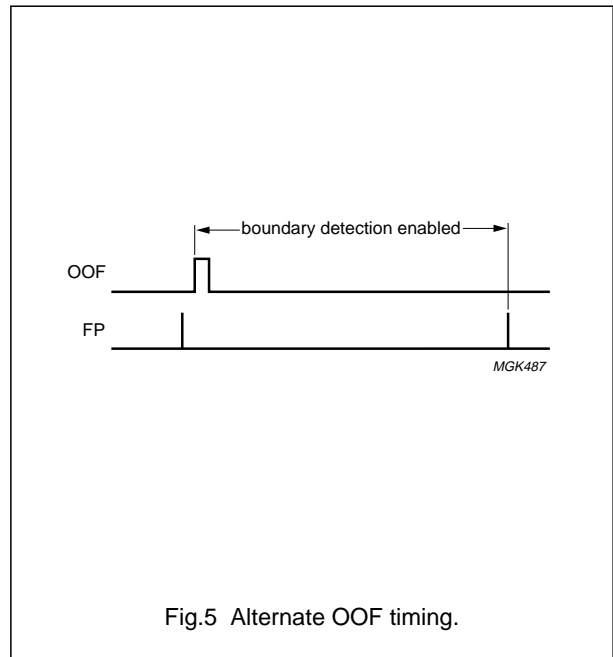 boundary detection enabled
OOF
FP
MGK487
Fig.5 Alternate OOF timing.